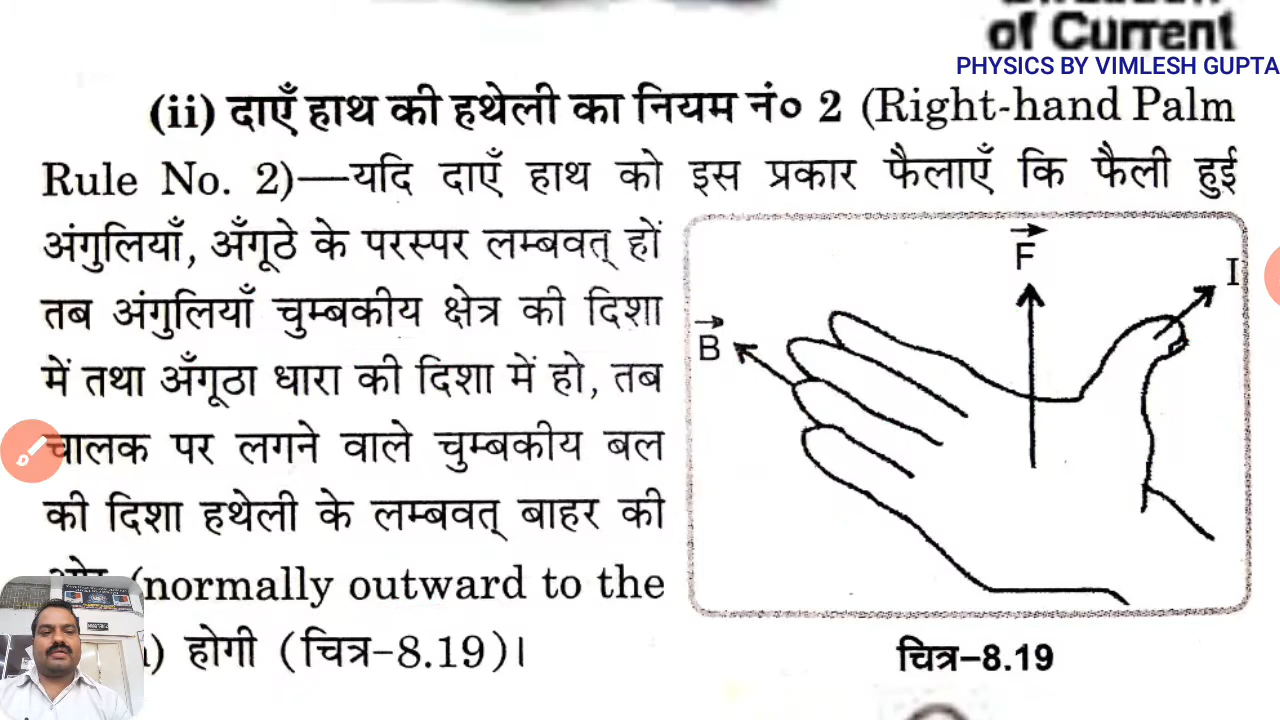 of Current
PHYSICS BY VIMLESH GUPTA
(ii) दाएँ हाथ की हथेली का नियम नं० 2 (Right-hand Palm
Rule No. 2)—यदि दाएँ हाथ को इस प्रकार फैलाएँ कि फैली हुई
अंगुलियाँ, अँगूठे के परस्पर लम्बवत् हों
तब अंगुलियाँ चुम्बकीय क्षेत्र की दिशा
में तथा अँगूठा धारा की दिशा में हो, तब
चालक पर लगने वाले चुम्बकीय बल
की दिशा हथेली के लम्बवत् बाहर की
(normally outward to the
) होगी (चित्र-8.19)।
F
I
B
चित्र-8.19